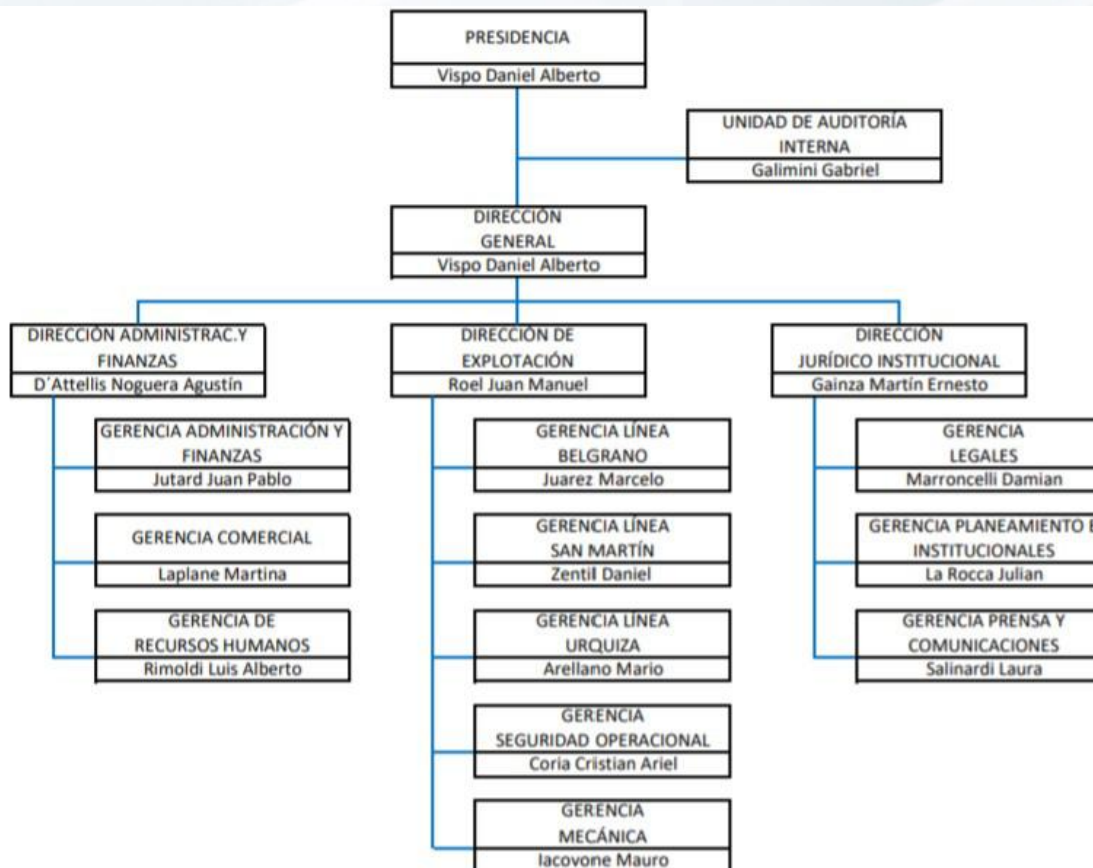 PRESIDENCIA
Vispo Daniel Alberto
UNIDAD DE AUDITORÍA
INTERNA
Galimini Gabriel
DIRECCIÓN
GENERAL
Vispo Daniel Alberto
DIRECCIÓN ADMINISTRAC.Y
FINANZAS
D´Attellis Noguera Agustín
GERENCIA ADMINISTRACIÓN Y
FINANZAS
Jutard Juan Pablo
GERENCIA COMERCIAL
Laplane Martina
GERENCIA DE
RECURSOS HUMANOS
Rimoldi Luis Alberto
DIRECCIÓN DE
EXPLOTACIÓN
Roel Juan Manuel
GERENCIA LÍNEA
BELGRANO
Juarez Marcelo
GERENCIA LÍNEA
SAN MARTÍN
Zentil Daniel
GERENCIA LÍNEA
URQUIZA
Arellano Mario
GERENCIA
SEGURIDAD OPERACIONAL
Coria Cristian Ariel
GERENCIA
MECÁNICA
Iacovone Mauro
DIRECCIÓN
JURÍDICO INSTITUCIONAL
Gainza Martín Ernesto
GERENCIA
LEGALES
Marroncelli Damian
GERENCIA PLANEAMIENTO E
INSTITUCIONALES
La Rocca Julian
GERENCIA PRENSA Y
COMUNICACIONES
Salinardi Laura